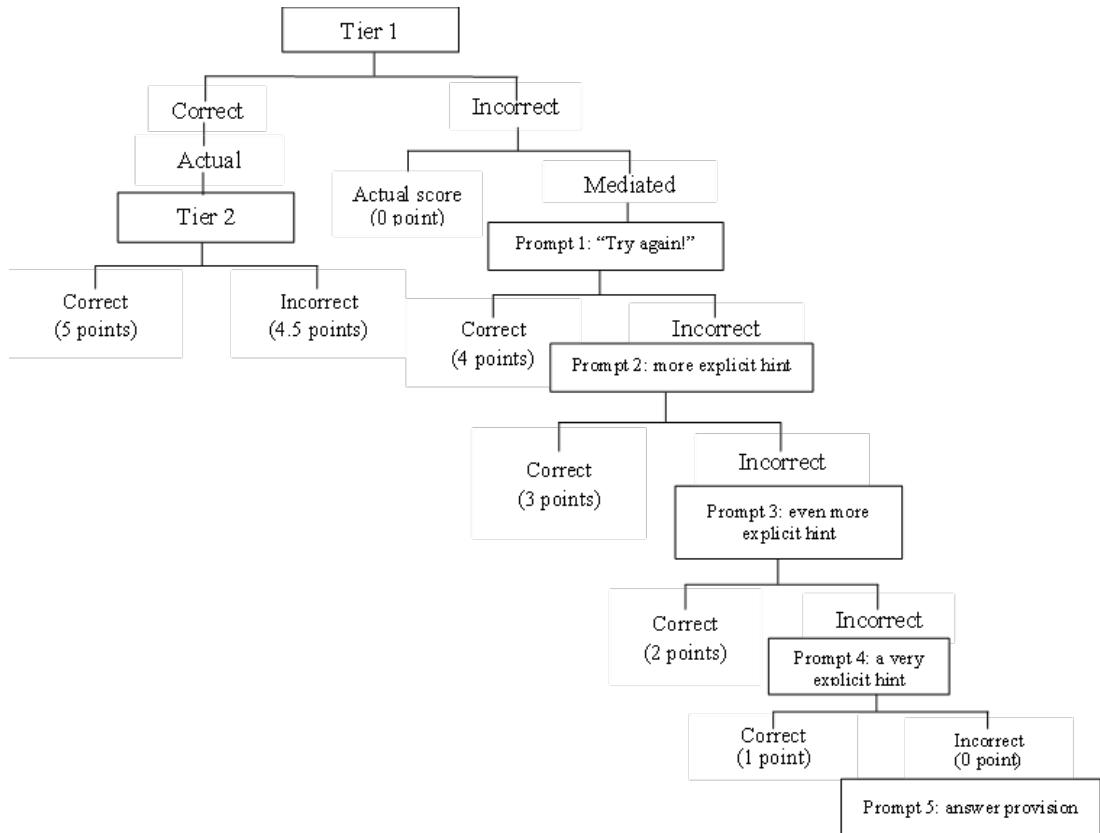 Tier 1
Correct
Incorrect
Actual
Actual score
(0 point)
Mediated
Tier 2
Prompt 1: “Try again!”
Correct
(5 points)
Incorrect
(4.5 points)
Correct
(4 points)
Incorrect
Prompt 2: more explicit hint
Correct
(3 points)
Incorrect
Prompt 3: even more
explicit hint
Correct
(2 points)
Incorrect
Prompt 4: a very
explicit hint
Correct
(1 point)
Incorrect
(0 point)
Prompt 5: answer provision